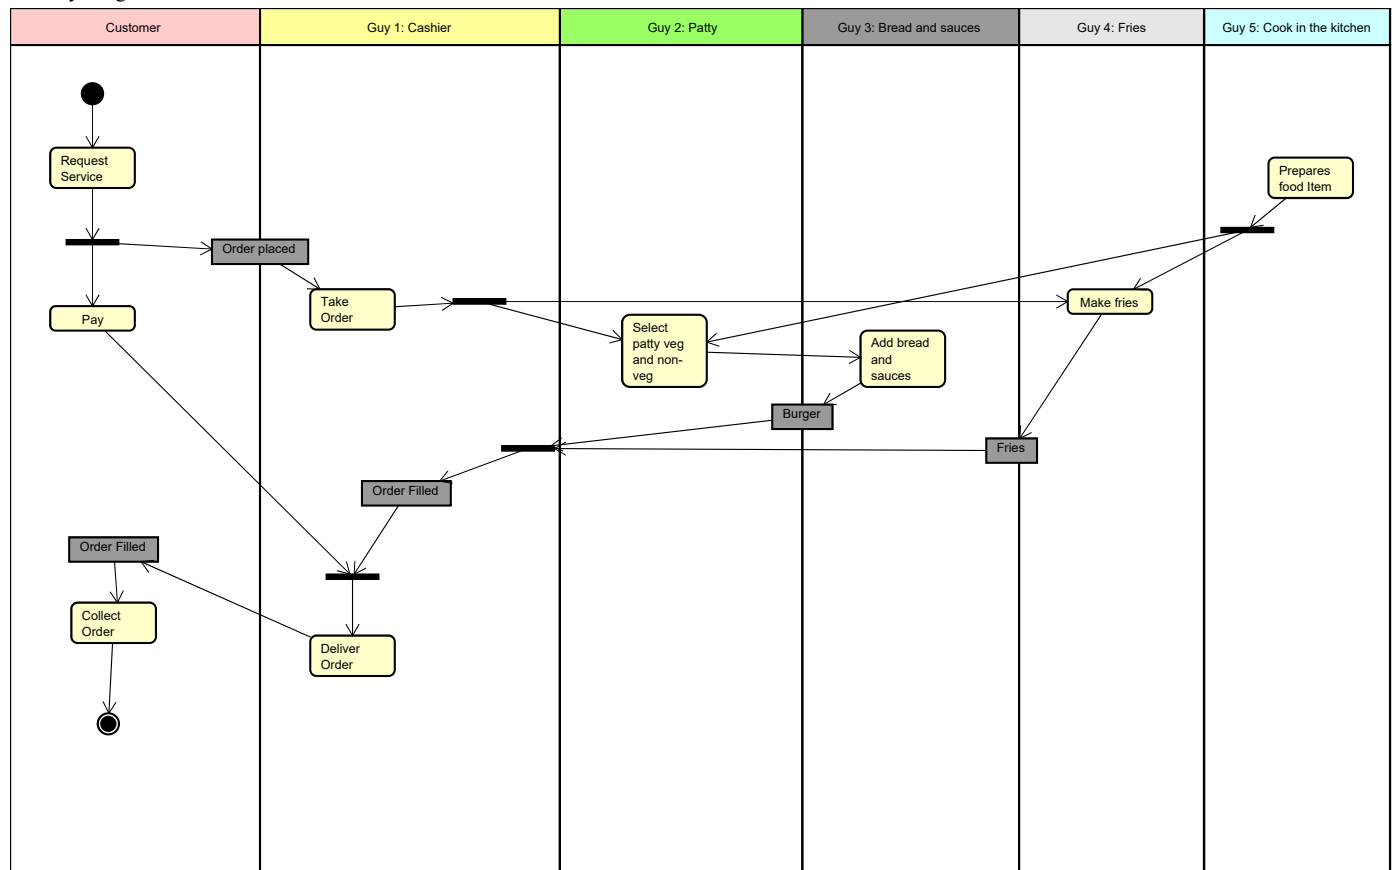 Customer
Guy 1: Cashier
Guy 2: Patty
Guy 3: Bread and sauces
Guy 4: Fries
Guy 5: Cook in the kitchen
Request
Service
Prepares
food Item
Order placed
Take
Order
Make fries
Pay
Select
patty veg
and non-
veg
Add bread
and
sauces
Burger
Fries
Order Filled
Order Filled
Collect
Order
Deliver
Order